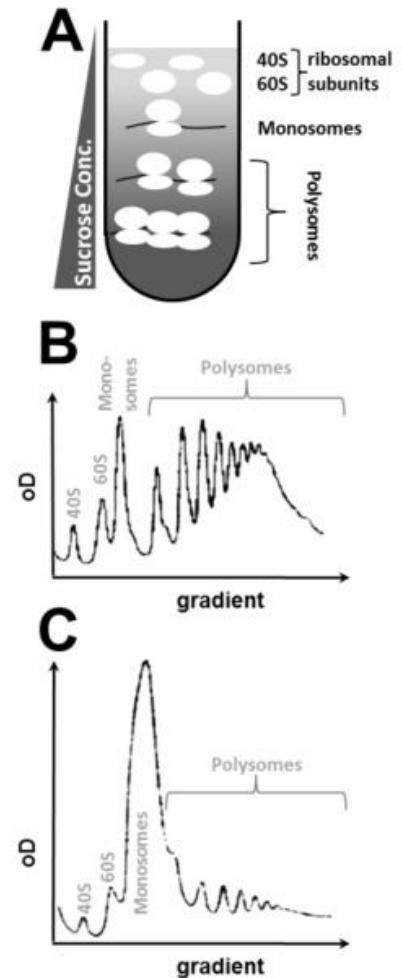 A
Sucrose Conc.
40S ribosomal
60S subunits
Monosomes
Polysomes
B
oD
40S
60S
Mono-
somes
Polysomes
gradient
C
oD
40S
60S
Monosomes
Polysomes
gradient